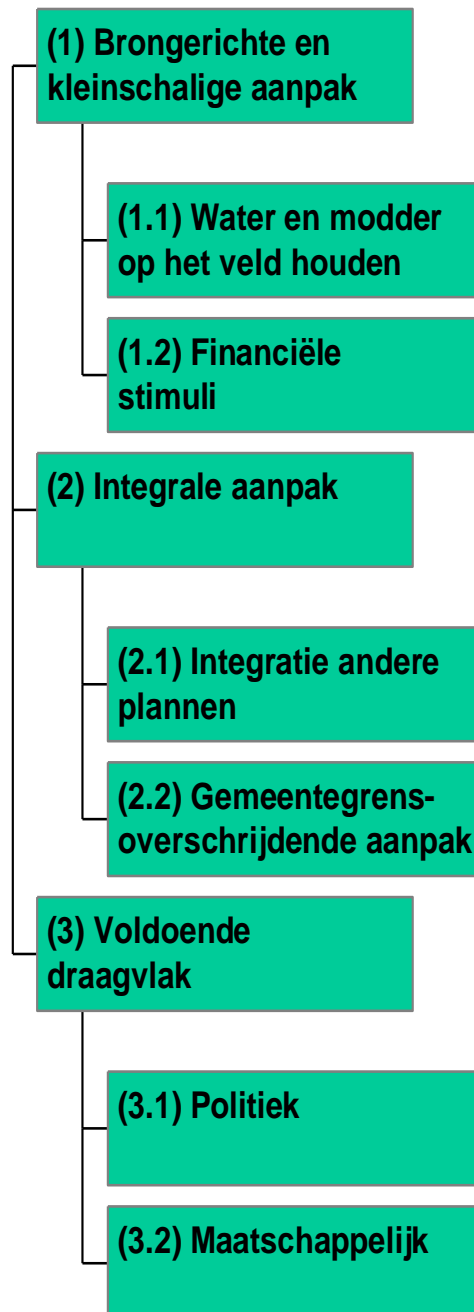 (1) Brongerichte en
kleinschalige aanpak
(1.1) Water en modder
op het veld houden
(1.2) Financiële
stimuli
(2) Integrale aanpak
(2.1) Integratie andere
plannen
(2.2) Gemeentegrens-
overschrijdende aanpak
(3) Voldoende
draagvlak
(3.1) Politiek
(3.2) Maatschappelijk